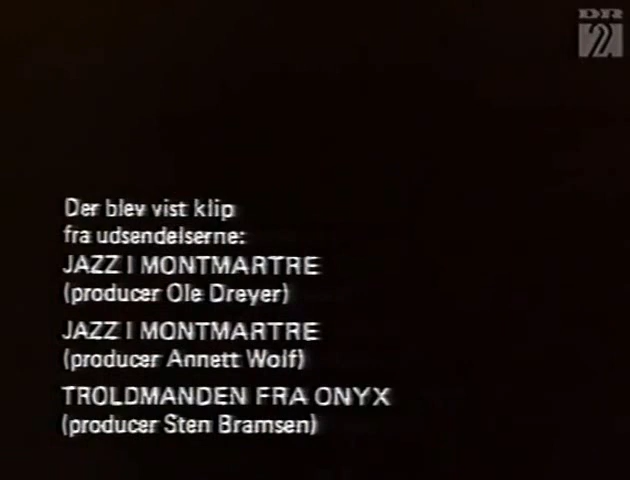 DR
2
Der blev vist klip
fra udsendelserne:
JAZZ I MONTMARTRE
(producer Ole Dreyer)
JAZZ I MONTMARTRE
(producer Annett Wolf)
TROLDMANDEN FRA ONYX
(producer Sten Bramsen)